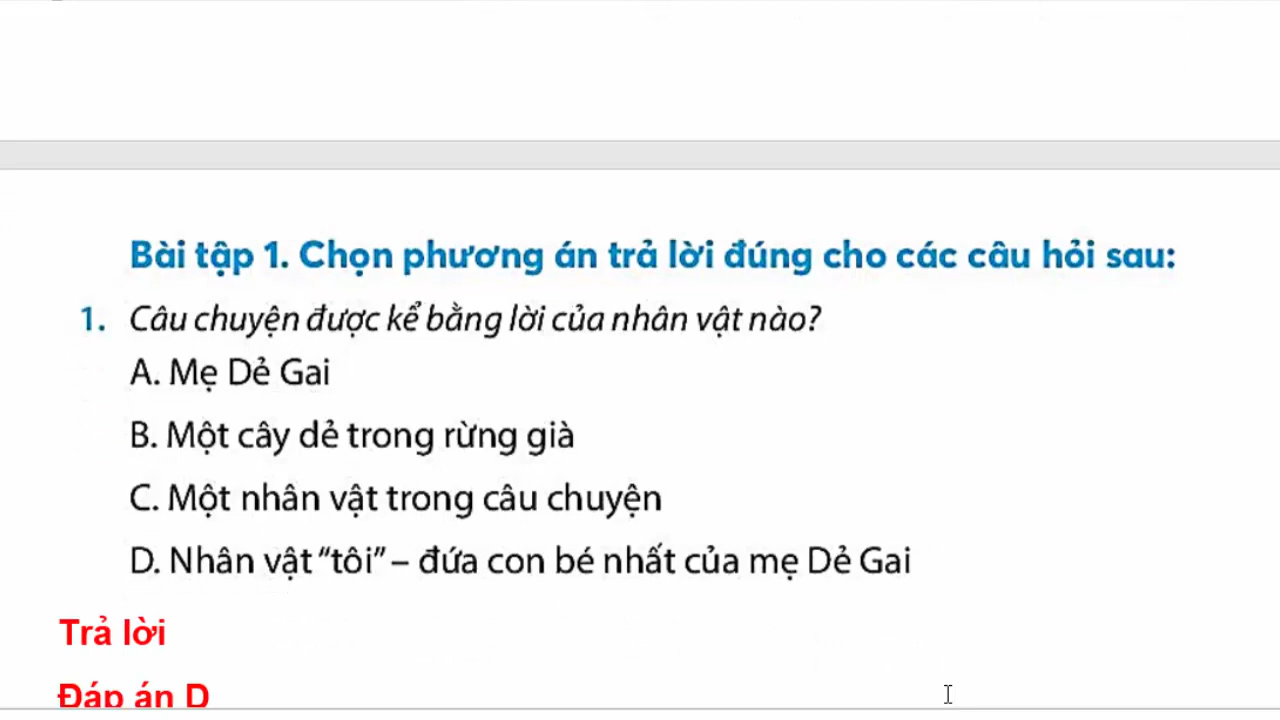 Bài tập 1. Chọn phương án trả lời đúng cho các câu hỏi sau:
1. Câu chuyện được kể bằng lời của nhân vật nào?
A. Mẹ Dẻ Gai
B. Một cây dẻ trong rừng già
C. Một nhân vật trong câu chuyện
D. Nhân vật “tôi” – đứa con bé nhất của mẹ Dẻ Gai
Trả lời
Đáp án D